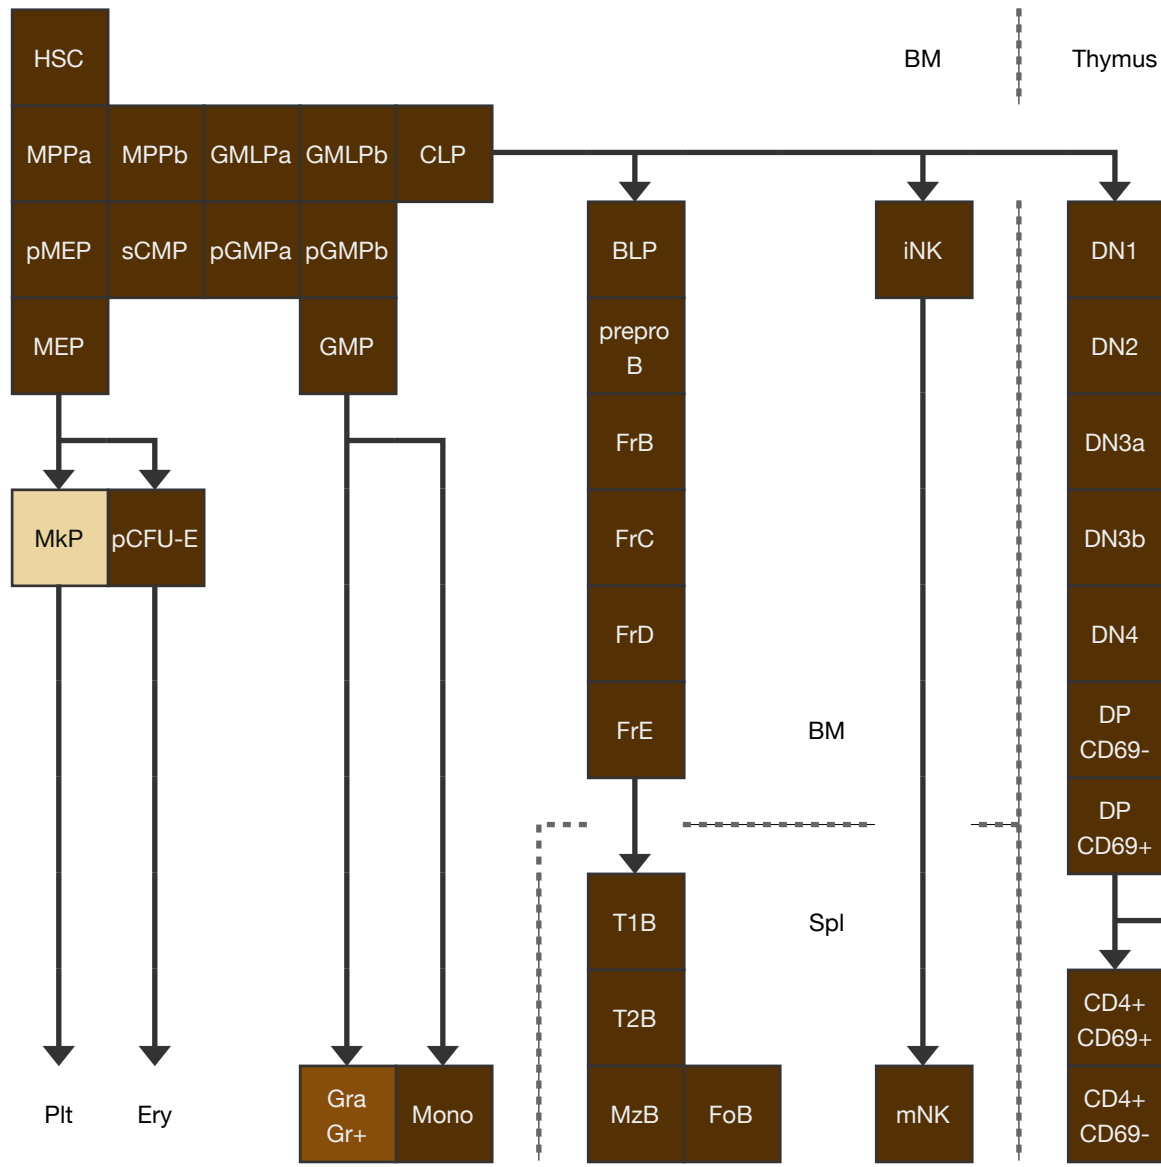 HSC
BM
Thymus
MPPa
MPPb
GMLPa
GMLPb
CLP
pMEP
sCMP
pGMPa
pGMPb
BLP
iNK
DN1
MEP
GMP
prepro
B
DN2
FrB
DN3a
MkP
pCFU-E
FrC
DN3b
FrD
DN4
FrE
BM
DP
CD69-
DP
CD69+
T1B
Spl
T2B
CD4+
CD69+
Plt
Ery
Gra
Gr+
Mono
MzB
FoB
mNK
CD4+
CD69-